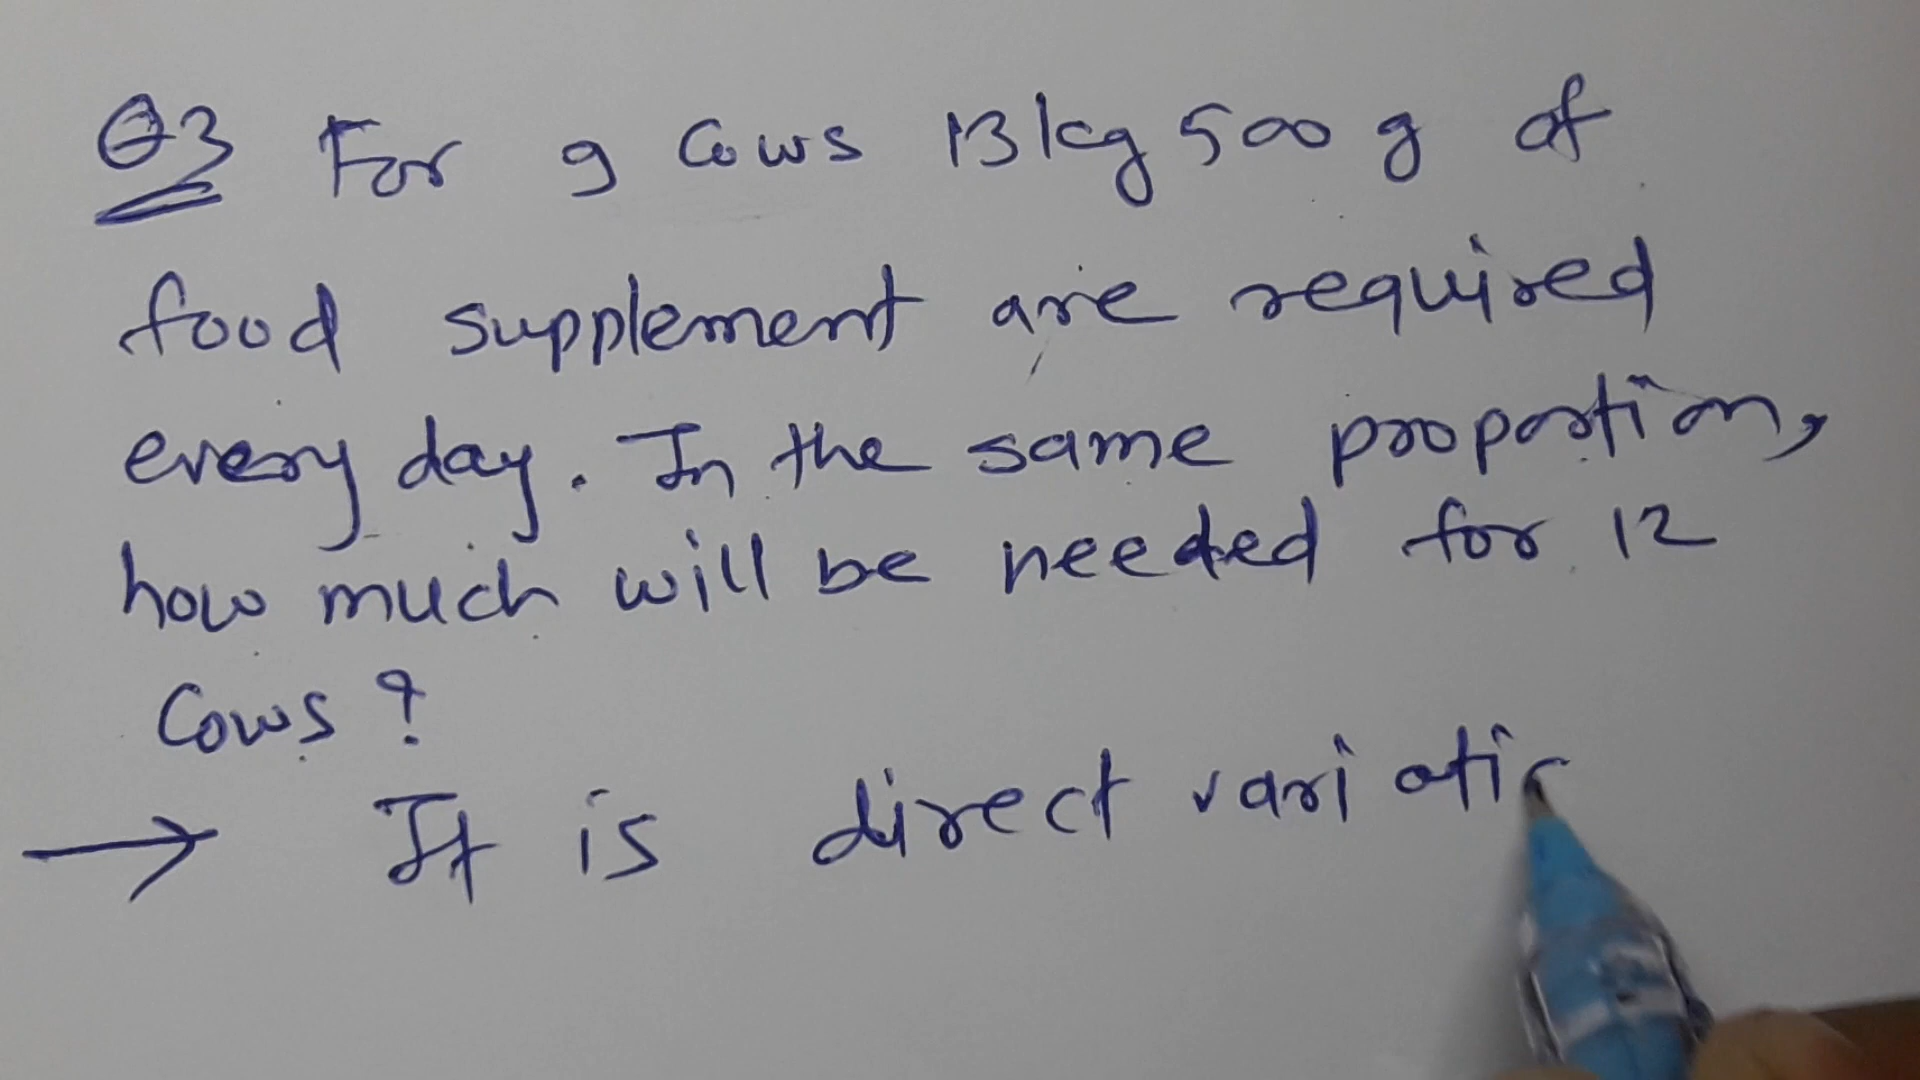 Q3 For 9 Cows 13kg 500 g of
food supplement are required
every day. In the same proportion,
how much will be needed for 12
Cows?
→ It is direct variatio